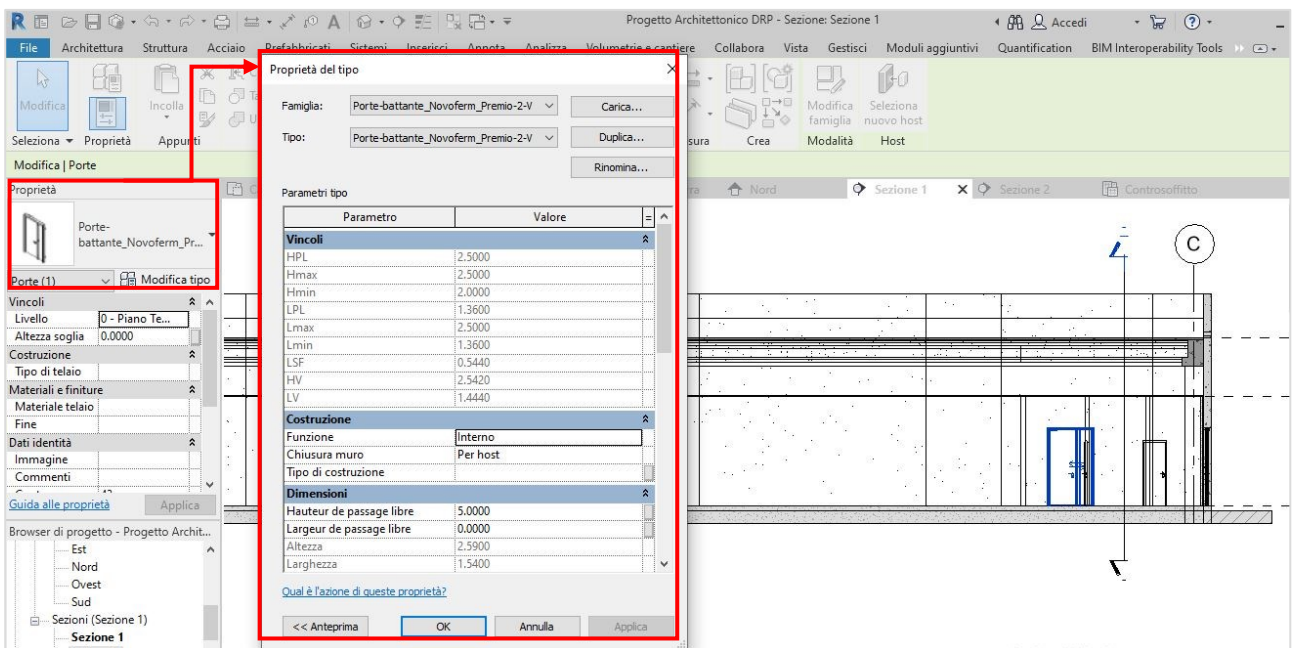 Progetto Architettonico DRP - Sezione: Sezione 1
Accedi
File Architettura Struttura Acciaio Prefabbricati Sistemi Inserisci Annota Analizza Volumetrie e cantiere Collabora Vista Gestisci Moduli aggiuntivi Quantification BIM Interoperability Tools
Modifica
Incolla
Modifica famiglia
Seleziona nuovo host
Seleziona Proprietà Appunti
Crea Modalità Host
Modifica | Porte
Proprietà
Nord
Sezione 1 X
Sezione 2
Controsoffitto
Porte-
battante_Novoferm_Pr...
Porte (1) Modifica tipo
Vincoli
Livello 0 - Piano Te...
Altezza soglia 0.0000
Costruzione
Tipo di telaio
Materiali e finiture
Materiale telaio
Fine
Dati identità
Immagine
Commenti
Guida alle proprietà Applica
Browser di progetto - Progetto Archit...
Est
Nord
Ovest
Sud
Sezioni (Sezione 1)
Sezione 1
Proprietà del tipo
Famiglia: Porte-battante_Novoferm_Premio-2-V Carica...
Tipo: Porte-battante_Novoferm_Premio-2-V Duplica...
Rinomina...
Parametri tipo
Parametro Valore =
Vincoli
HPL 2.5000
Hmax 2.5000
Hmin 2.0000
LPL 1.3600
Lmax 2.5000
Lmin 1.3600
LSF 0.5440
HV 2.5420
LV 1.4440
Costruzione
Funzione Interno
Chiusura muro Per host
Tipo di costruzione
Dimensioni
Hauteur de passage libre 5.0000
Largeur de passage libre 0.0000
Altezza 2.5900
Larghezza 1.5400
Qual è l'azione di queste proprietà?
<< Anteprima OK Annulla Applica
C